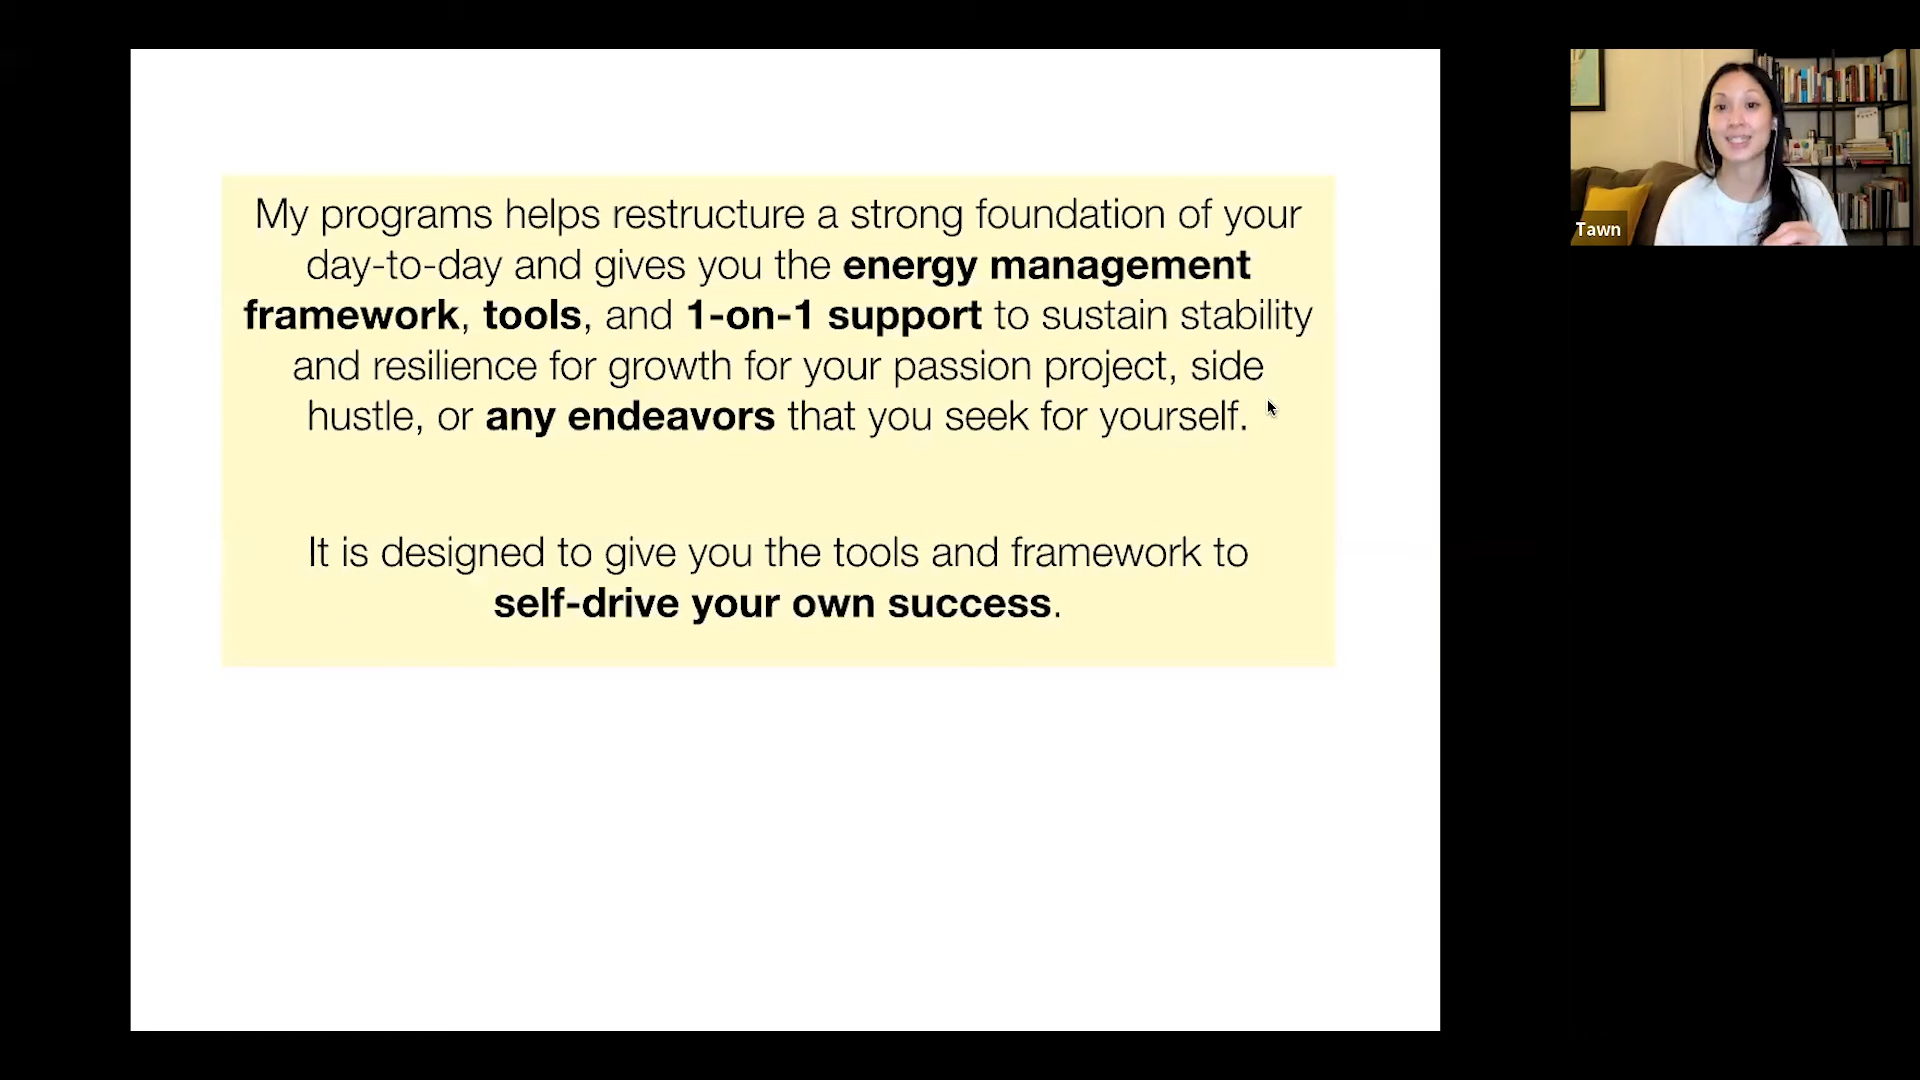 My programs helps restructure a strong foundation of your
day-to-day and gives you the energy management
framework, tools, and 1-on-1 support to sustain stability
and resilience for growth for your passion project, side
hustle, or any endeavors that you seek for yourself.
It is designed to give you the tools and framework to
self-drive your own success.
Tawn